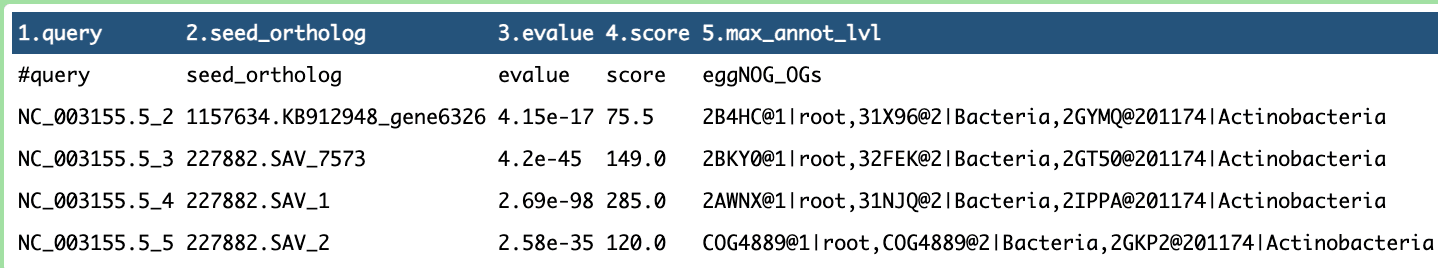 1.query 2.seed_ortholog 3.evalue 4.score 5.max_annot_lvl
#query seed_ortholog evalue score eggNOG_OGs
NC_003155.5_2 1157634.KB912948_gene6326 4.15e-17 75.5 2B4HC@1|root,31X96@2|Bacteria,2GYMQ@201174|Actinobacteria
NC_003155.5_3 227882.SAV_7573 4.2e-45 149.0 2BKY0@1|root,32FEK@2|Bacteria,2GT50@201174|Actinobacteria
NC_003155.5_4 227882.SAV_1 2.69e-98 285.0 2AWNX@1|root,31NJQ@2|Bacteria,2IPPA@201174|Actinobacteria
NC_003155.5_5 227882.SAV_2 2.58e-35 120.0 COG4889@1|root,COG4889@2|Bacteria,2GKP2@201174|Actinobacteria